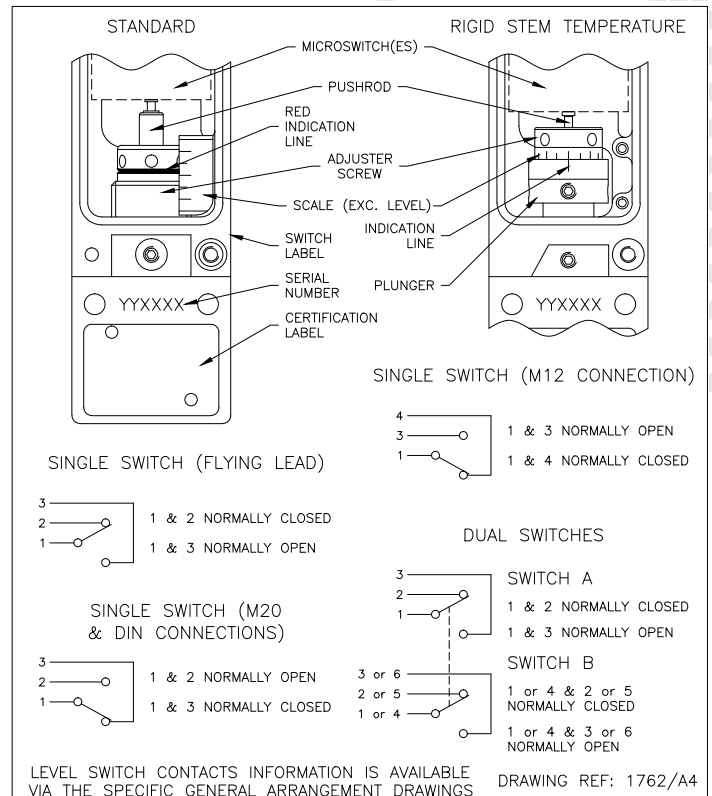 STANDARD
RIGID STEM TEMPERATURE
MICROSWITCH(ES)
PUSHROD
RED
INDICATION
LINE
ADJUSTER
SCREW
SCALE (EXC. LEVEL)
INDICATION
LINE
SWITCH
LABEL
SERIAL
NUMBER
PLUNGER
CERTIFICATION
LABEL
YYXXXX
YYXXXX
SINGLE SWITCH (M12 CONNECTION)
4
3
1
1 & 3 NORMALLY OPEN
1 & 4 NORMALLY CLOSED
SINGLE SWITCH (FLYING LEAD)
3
2
1
1 & 2 NORMALLY CLOSED
1 & 3 NORMALLY OPEN
DUAL SWITCHES
3
2
1
SWITCH A
1 & 2 NORMALLY CLOSED
1 & 3 NORMALLY OPEN
SINGLE SWITCH (M20
& DIN CONNECTIONS)
3
2
1
1 & 2 NORMALLY OPEN
1 & 3 NORMALLY CLOSED
SWITCH B
3 or 6
2 or 5
1 or 4
1 or 4 & 2 or 5
NORMALLY CLOSED
1 or 4 & 3 or 6
NORMALLY OPEN
LEVEL SWITCH CONTACTS INFORMATION IS AVAILABLE
VIA THE SPECIFIC GENERAL ARRANGEMENT DRAWINGS
DRAWING REF: 1762/A4